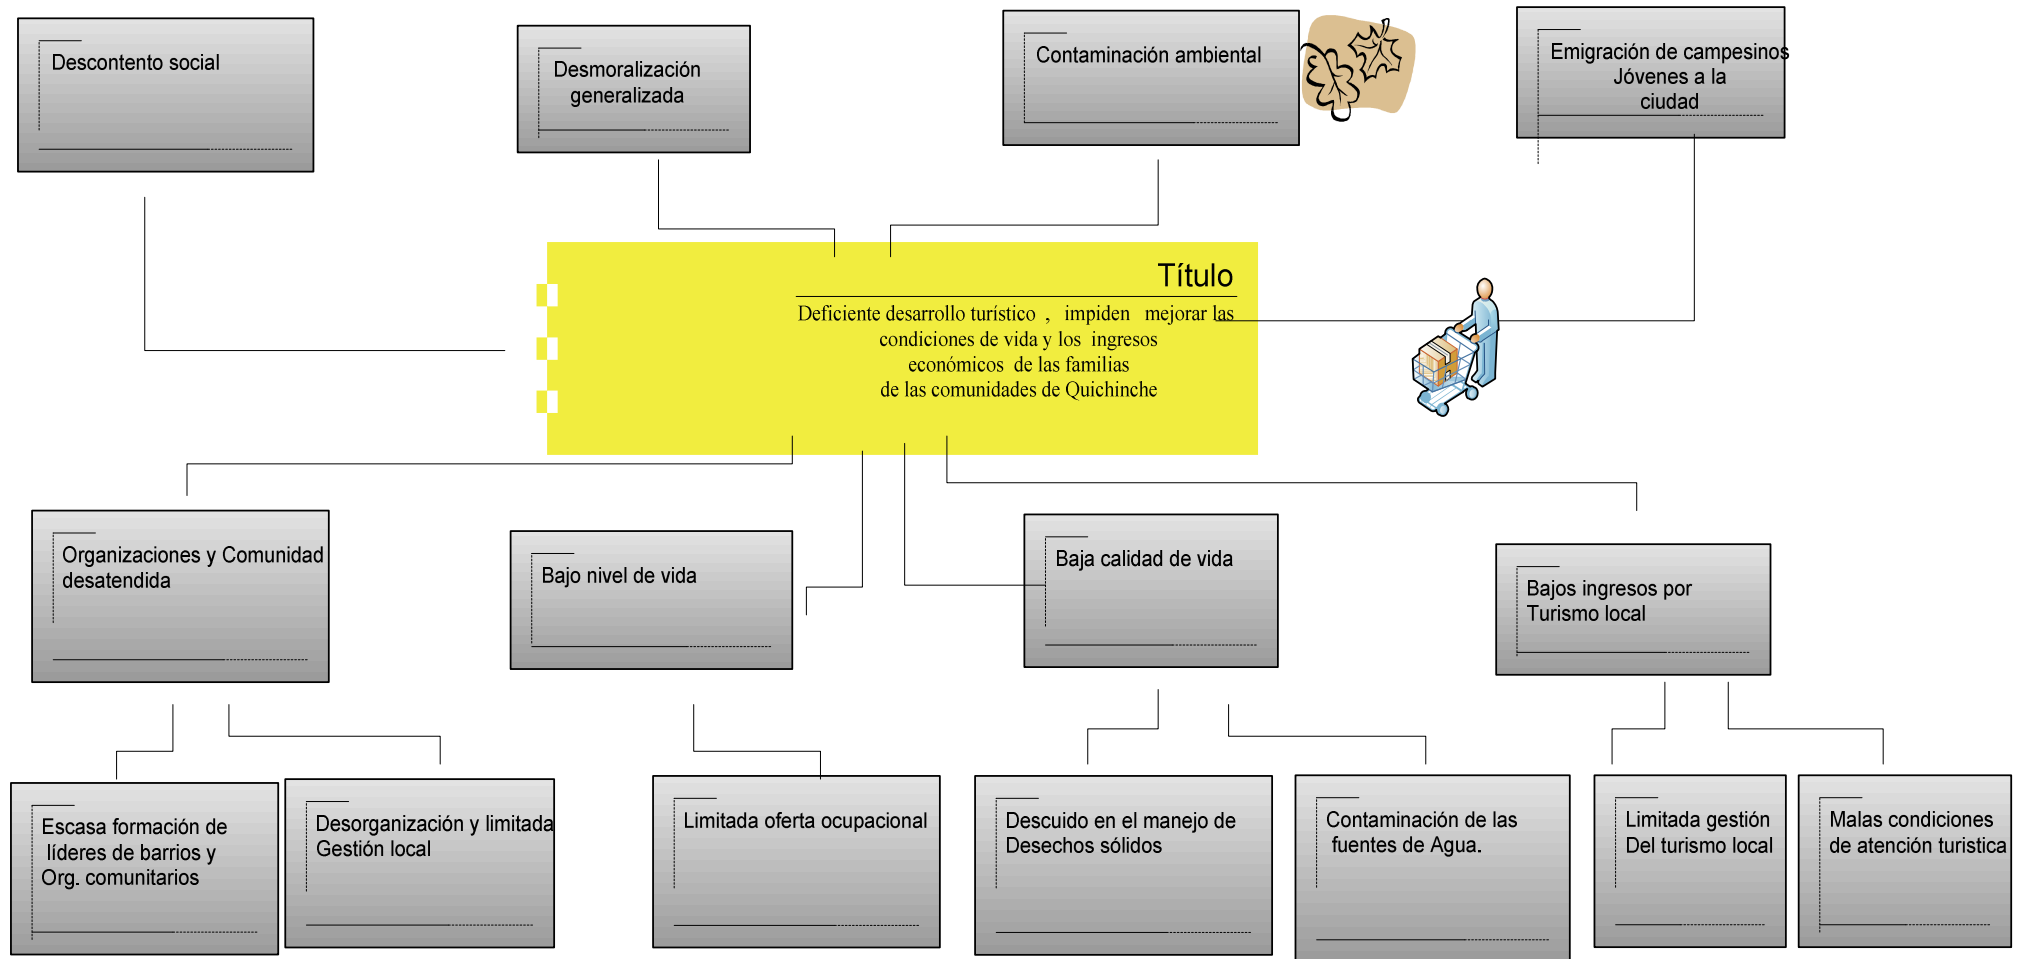 Descontento social
Desmoralización
generalizada
Contaminación ambiental
Emigración de campesinos
Jóvenes a la
ciudad
Título
Deficiente desarrollo turístico , impiden mejorar las
condiciones de vida y los ingresos
económicos de las familias
de las comunidades de Quichinche
Organizaciones y Comunidad
desatendida
Bajo nivel de vida
Baja calidad de vida
Bajos ingresos por
Turismo local
Escasa formación de
líderes de barrios y
Org. comunitarios
Desorganización y limitada
Gestión local
Limitada oferta ocupacional
Descuido en el manejo de
Desechos sólidos
Contaminación de las
fuentes de Agua.
Limitada gestión
Del turismo local
Malas condiciones
de atención turistica